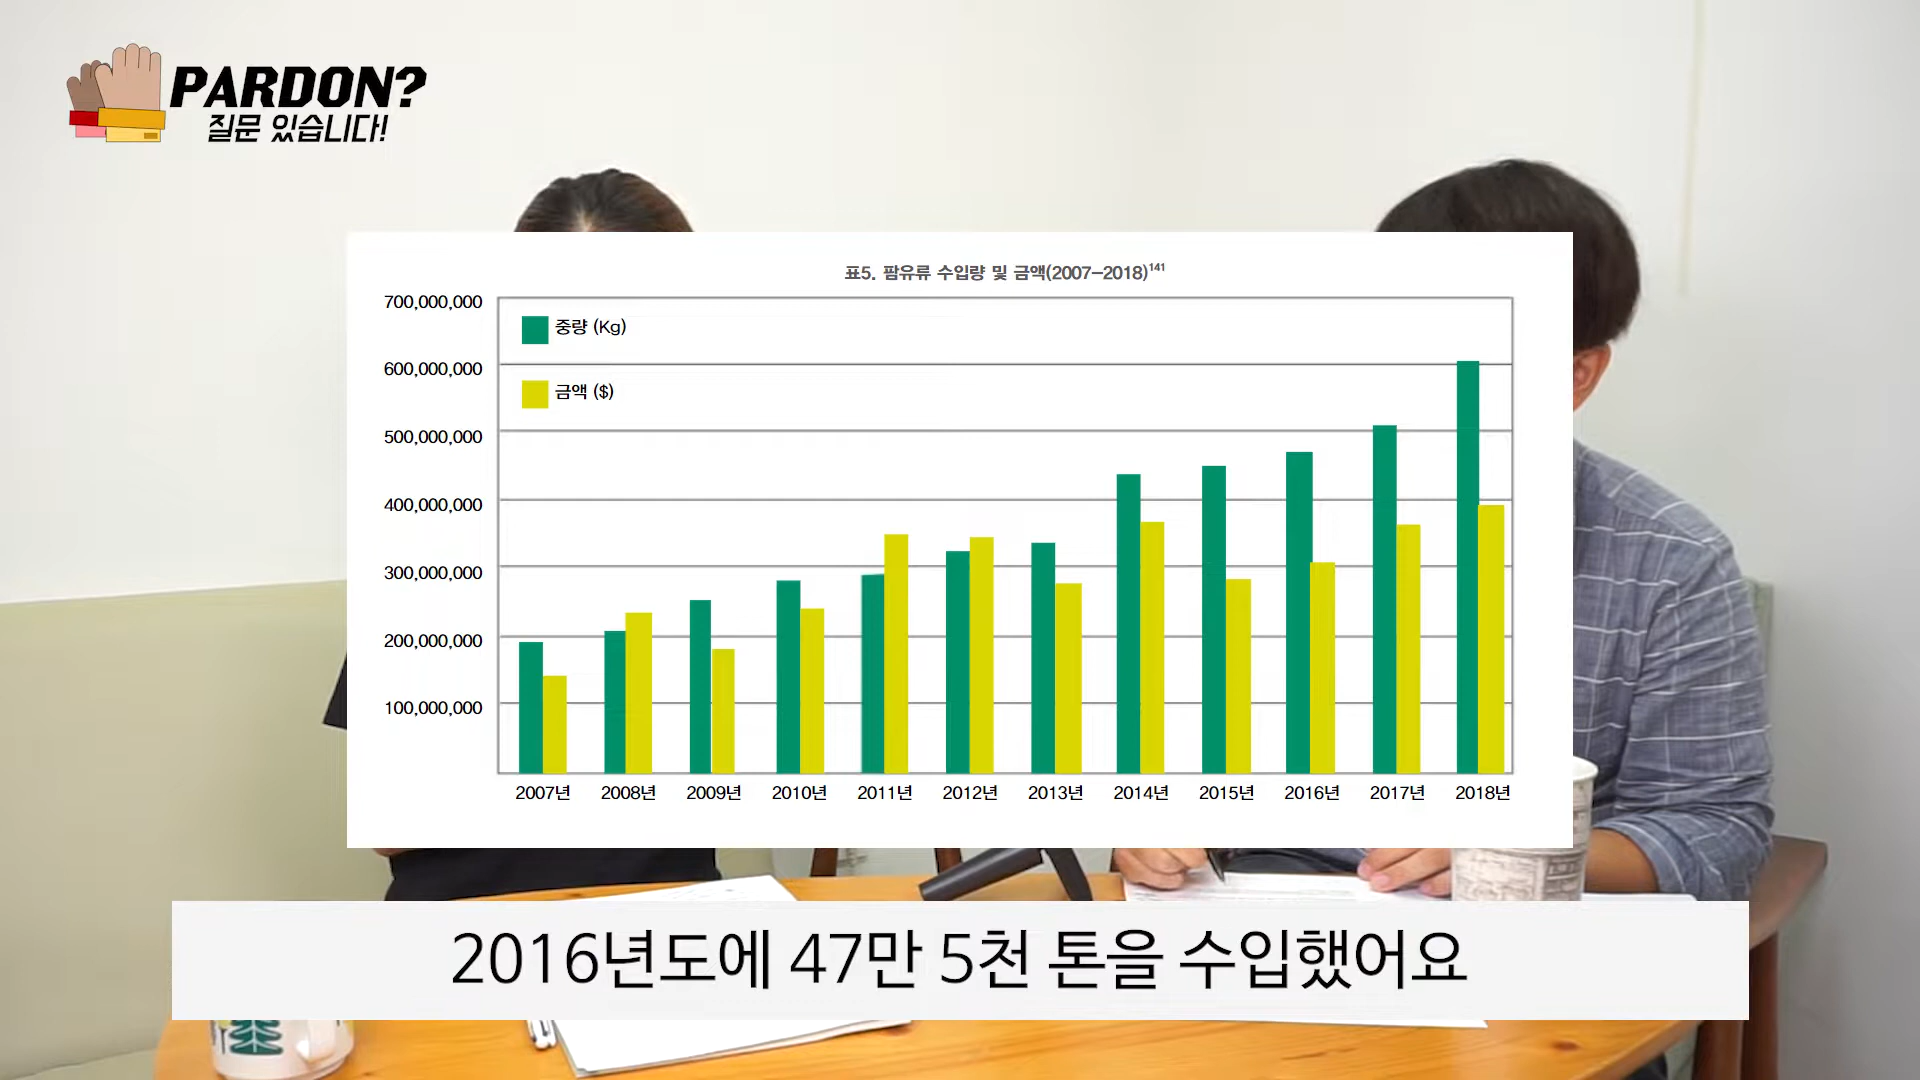 PARDON?
질문 있습니다!
표5. 팜유류 수입량 및 금액(2007-2018)141
700,000,000
중량 (Kg)
600,000,000
금액 ($)
500,000,000
400,000,000
300,000,000
200,000,000
100,000,000
2007년 2008년 2009년 2010년 2011년 2012년 2013년 2014년 2015년 2016년 2017년 2018년
2016년도에 47만 5천 톤을 수입했어요